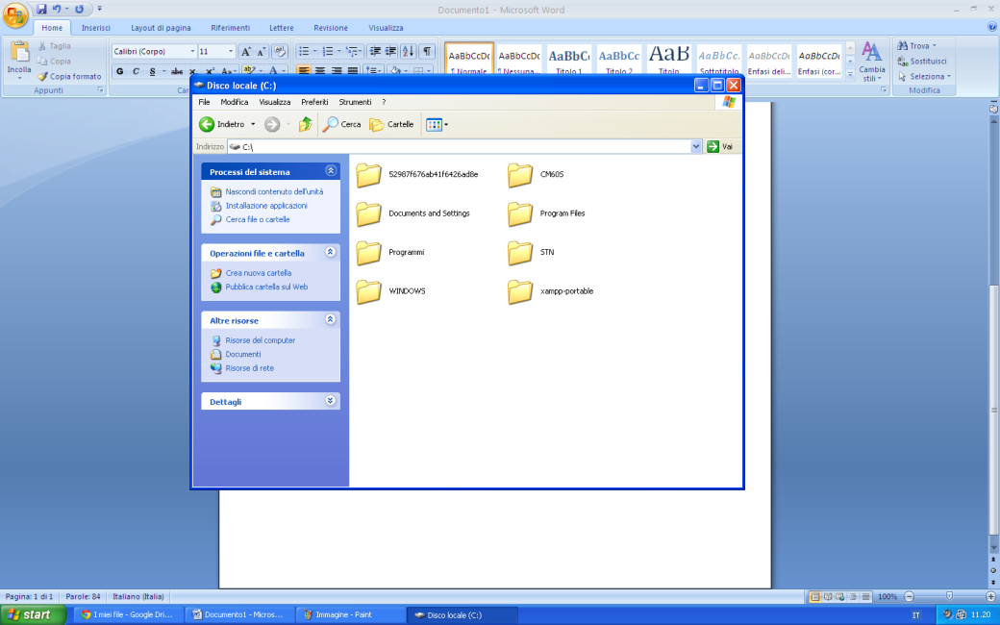 Documento1 - Microsoft Word
Home Inserisci Layout di pagina Riferimenti Lettere Revisione Visualizza
Incolla
Taglia
Copia
Copia formato
Appunti
Calibri (Corpo) 11
G C S abc
AaBbCcDc AaBbCcDc AaBbC AaBbCc AaB AaBbCc. AaBbCcDc AaBbCcDc
¶ Normale ¶ Nessuna... Titolo 1 Titolo 2 Titolo Sottotitolo Enfasi deli... Enfasi (cor...
Cambia
stili
Trova
Sostituisci
Seleziona
Modifica
Disco locale (C:)
File Modifica Visualizza Preferiti Strumenti ?
Indietro Cerca Cartelle
Indirizzo C:\ Vai
Processi del sistema
Nascondi contenuto dell'unità
Installazione applicazioni
Cerca file o cartelle
Operazioni file e cartella
Crea nuova cartella
Pubblica cartella sul Web
Altre risorse
Risorse del computer
Documenti
Risorse di rete
Dettagli
52987f676ab41f6426ad8e CM60S
Documents and Settings Program Files
Programmi STN
WINDOWS xampp-portable
Pagina: 1 di 1 Parole: 84 Italiano (Italia) 100%
start I miei file - Google Dri... Documento1 - Micros... Immagine - Paint Disco locale (C:) IT 11.20